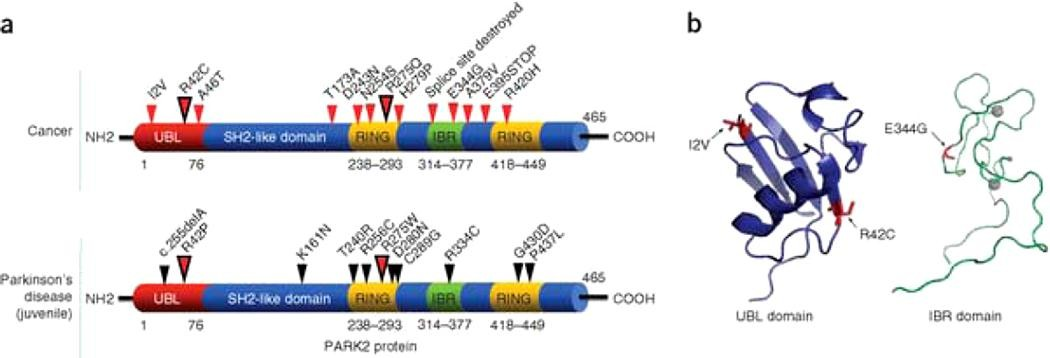 a
b
I2V
R42C
A46T
T173A
D243N
N254S
R275Q
H279P
Splice site destroyed
E344G
A379V
E395STOP
R420H
465
Cancer
NH2
UBL
SH2-like domain
RING
IBR
RING
COOH
1
76
238–293
314–377
418–449
c.255delA
R42P
K161N
T240R
R256C
R275W
D280N
C289G
R334C
G430D
P437L
465
Parkinson's
disease
(juvenile)
NH2
UBL
SH2-like domain
RING
IBR
RING
COOH
1
76
238–293
314–377
418–449
PARK2 protein
I2V
R42C
UBL domain
E344G
IBR domain